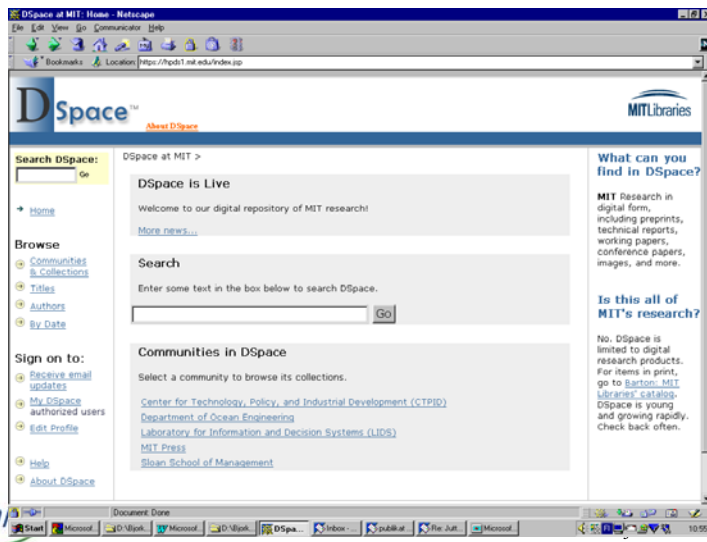 DSpace at MIT: Home - Netscape
File Edit View Go Communicator Help
Bookmarks Location: https://hpds1.mit.edu/index.jsp
DSpace™
About DSpace
MITLibraries
Search DSpace:
Go
Home
Browse
Communities
& Collections
Titles
Authors
By Date
Sign on to:
Receive email
updates
My DSpace
authorized users
Edit Profile
Help
About DSpace
DSpace at MIT >
DSpace is Live
Welcome to our digital repository of MIT research!
More news...
Search
Enter some text in the box below to search DSpace.
Go
Communities in DSpace
Select a community to browse its collections.
Center for Technology, Policy, and Industrial Development (CTPID)
Department of Ocean Engineering
Laboratory for Information and Decision Systems (LIDS)
MIT Press
Sloan School of Management
What can you
find in DSpace?
MIT Research in
digital form,
including preprints,
technical reports,
working papers,
conference papers,
images, and more.
Is this all of
MIT's research?
No. DSpace is
limited to digital
research products.
For items in print,
go to Barton: MIT
Libraries' catalog.
DSpace is young
and growing rapidly.
Check back often.
Document: Done
Start Microsof... D:\Bjork... Microsof... D:\Bjork... DSpa... Inbox - ... publikat... Re: Jutt... Microsof... 10:55